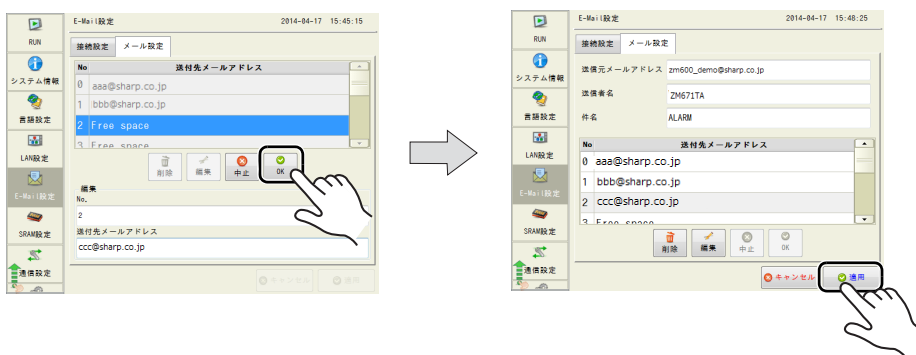 E-Mail設定 2014-04-17 15:45:15
RUN
システム情報
言語設定
LAN設定
E-Mail設定
SRAM設定
通信設定
接続設定 メール設定
No 送付先メールアドレス
0 aaa@sharp.co.jp
1 bbb@sharp.co.jp
2 Free space
3 Free space
削除 編集 中止 OK
編集
No.
2
送付先メールアドレス
ccc@sharp.co.jp
キャンセル 適用
E-Mail設定 2014-04-17 15:48:25
RUN
システム情報
言語設定
LAN設定
E-Mail設定
SRAM設定
通信設定
接続設定 メール設定
送信元メールアドレス zm600_demo@sharp.co.jp
送信者名 ZM671TA
件名 ALARM
No 送付先メールアドレス
0 aaa@sharp.co.jp
1 bbb@sharp.co.jp
2 ccc@sharp.co.jp
3 Free space
削除 編集 中止 OK
キャンセル 適用